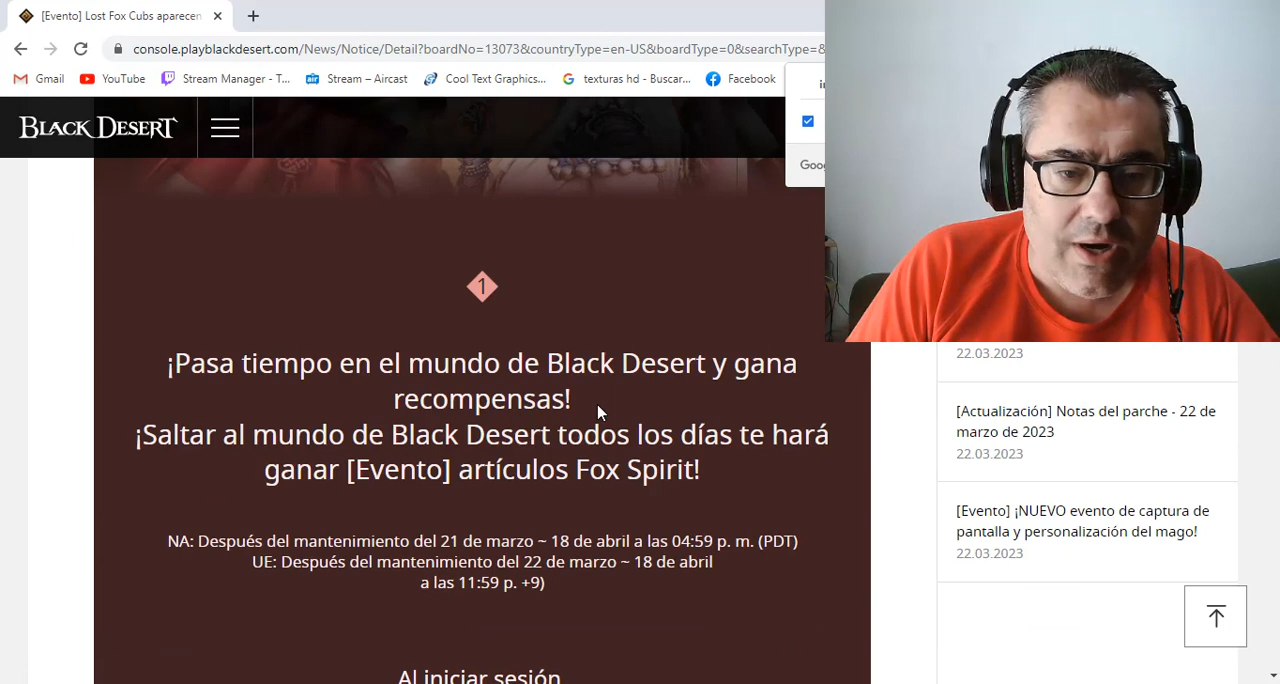 [Evento] Lost Fox Cubs aparecen
console.playblackdesert.com/News/Notice/Detail?boardNo=13073&countryType=en-US&boardType=0&searchType=&
Gmail YouTube Stream Manager - T... Stream – Aircast Cool Text Graphics... texturas hd - Buscar... Facebook
BLACK DESERT
1
¡Pasa tiempo en el mundo de Black Desert y gana
recompensas!
¡Saltar al mundo de Black Desert todos los días te hará
ganar [Evento] artículos Fox Spirit!
NA: Después del mantenimiento del 21 de marzo ~ 18 de abril a las 04:59 p. m. (PDT)
UE: Después del mantenimiento del 22 de marzo ~ 18 de abril
a las 11:59 p. +9)
Al iniciar sesión
22.03.2023
[Actualización] Notas del parche - 22 de
marzo de 2023
22.03.2023
[Evento] ¡NUEVO evento de captura de
pantalla y personalización del mago!
22.03.2023